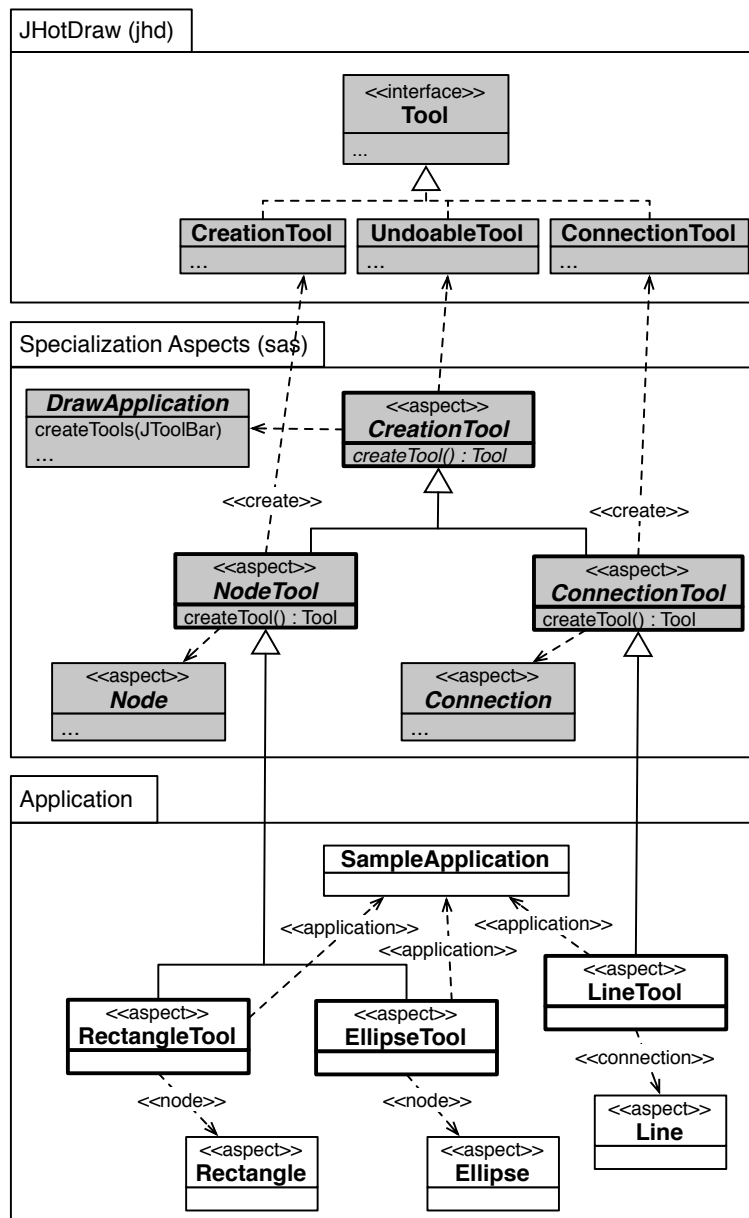 JHotDraw (jhd)
<<interface>>
Tool
...
CreationTool
...
UndoableTool
...
ConnectionTool
...
Specialization Aspects (sas)
DrawApplication
createTools(JToolBar)
...
<<aspect>>
CreationTool
createTool() : Tool
<<create>>
<<create>>
<<aspect>>
NodeTool
createTool() : Tool
<<aspect>>
ConnectionTool
createTool() : Tool
<<aspect>>
Node
...
<<aspect>>
Connection
...
Application
SampleApplication
<<application>>
<<application>>
<<application>>
<<aspect>>
RectangleTool
<<aspect>>
EllipseTool
<<aspect>>
LineTool
<<node>>
<<node>>
<<connection>>
<<aspect>>
Rectangle
<<aspect>>
Ellipse
<<aspect>>
Line